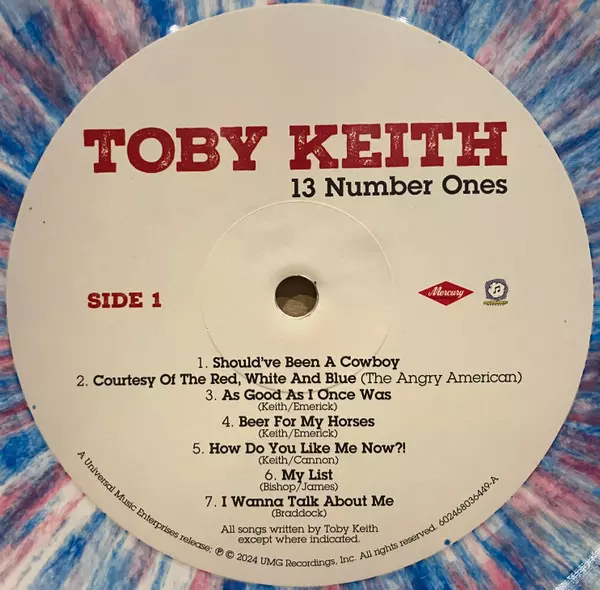 TOBY KEITH
13 Number Ones
SIDE 1
Mercury
1. Should've Been A Cowboy
2. Courtesy Of The Red, White And Blue (The Angry American)
3. As Good As I Once Was
(Keith/Emerick)
4. Beer For My Horses
(Keith/Emerick)
5. How Do You Like Me Now?!
(Keith/Cannon)
6. My List
(Bishop/James)
7. I Wanna Talk About Me
(Braddock)
All songs written by Toby Keith
except where indicated.
A Universal Music Enterprises release; ℗ © 2024 UMG Recordings, Inc. All rights reserved. 602468036449-A